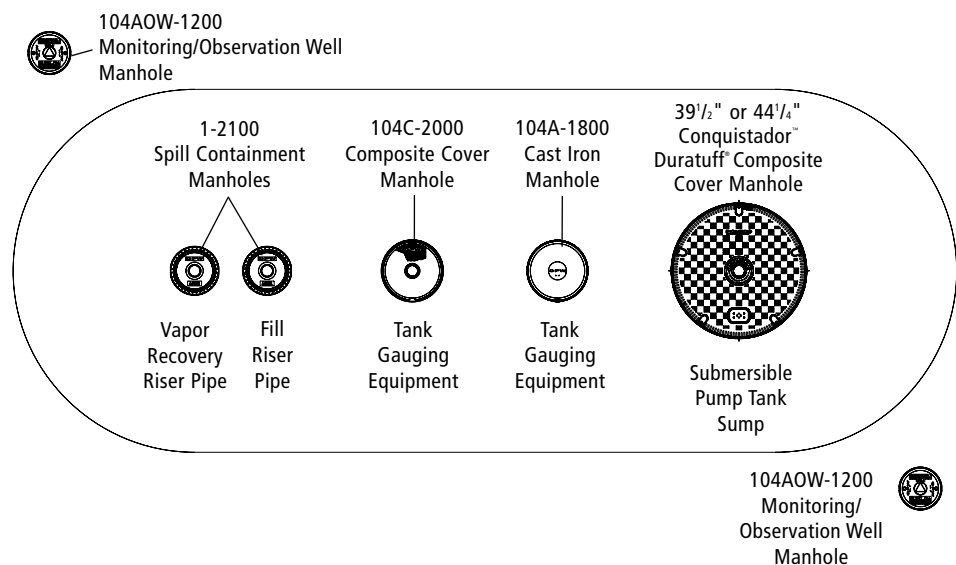 104AOW-1200
Monitoring/Observation Well
Manhole
1-2100
Spill Containment
Manholes
104C-2000
Composite Cover
Manhole
104A-1800
Cast Iron
Manhole
39¹/₂" or 44¹/₄"
Conquistador™
Duratuff® Composite
Cover Manhole
Vapor
Recovery
Riser Pipe
Fill
Riser
Pipe
Tank
Gauging
Equipment
Tank
Gauging
Equipment
Submersible
Pump Tank
Sump
104AOW-1200
Monitoring/
Observation Well
Manhole